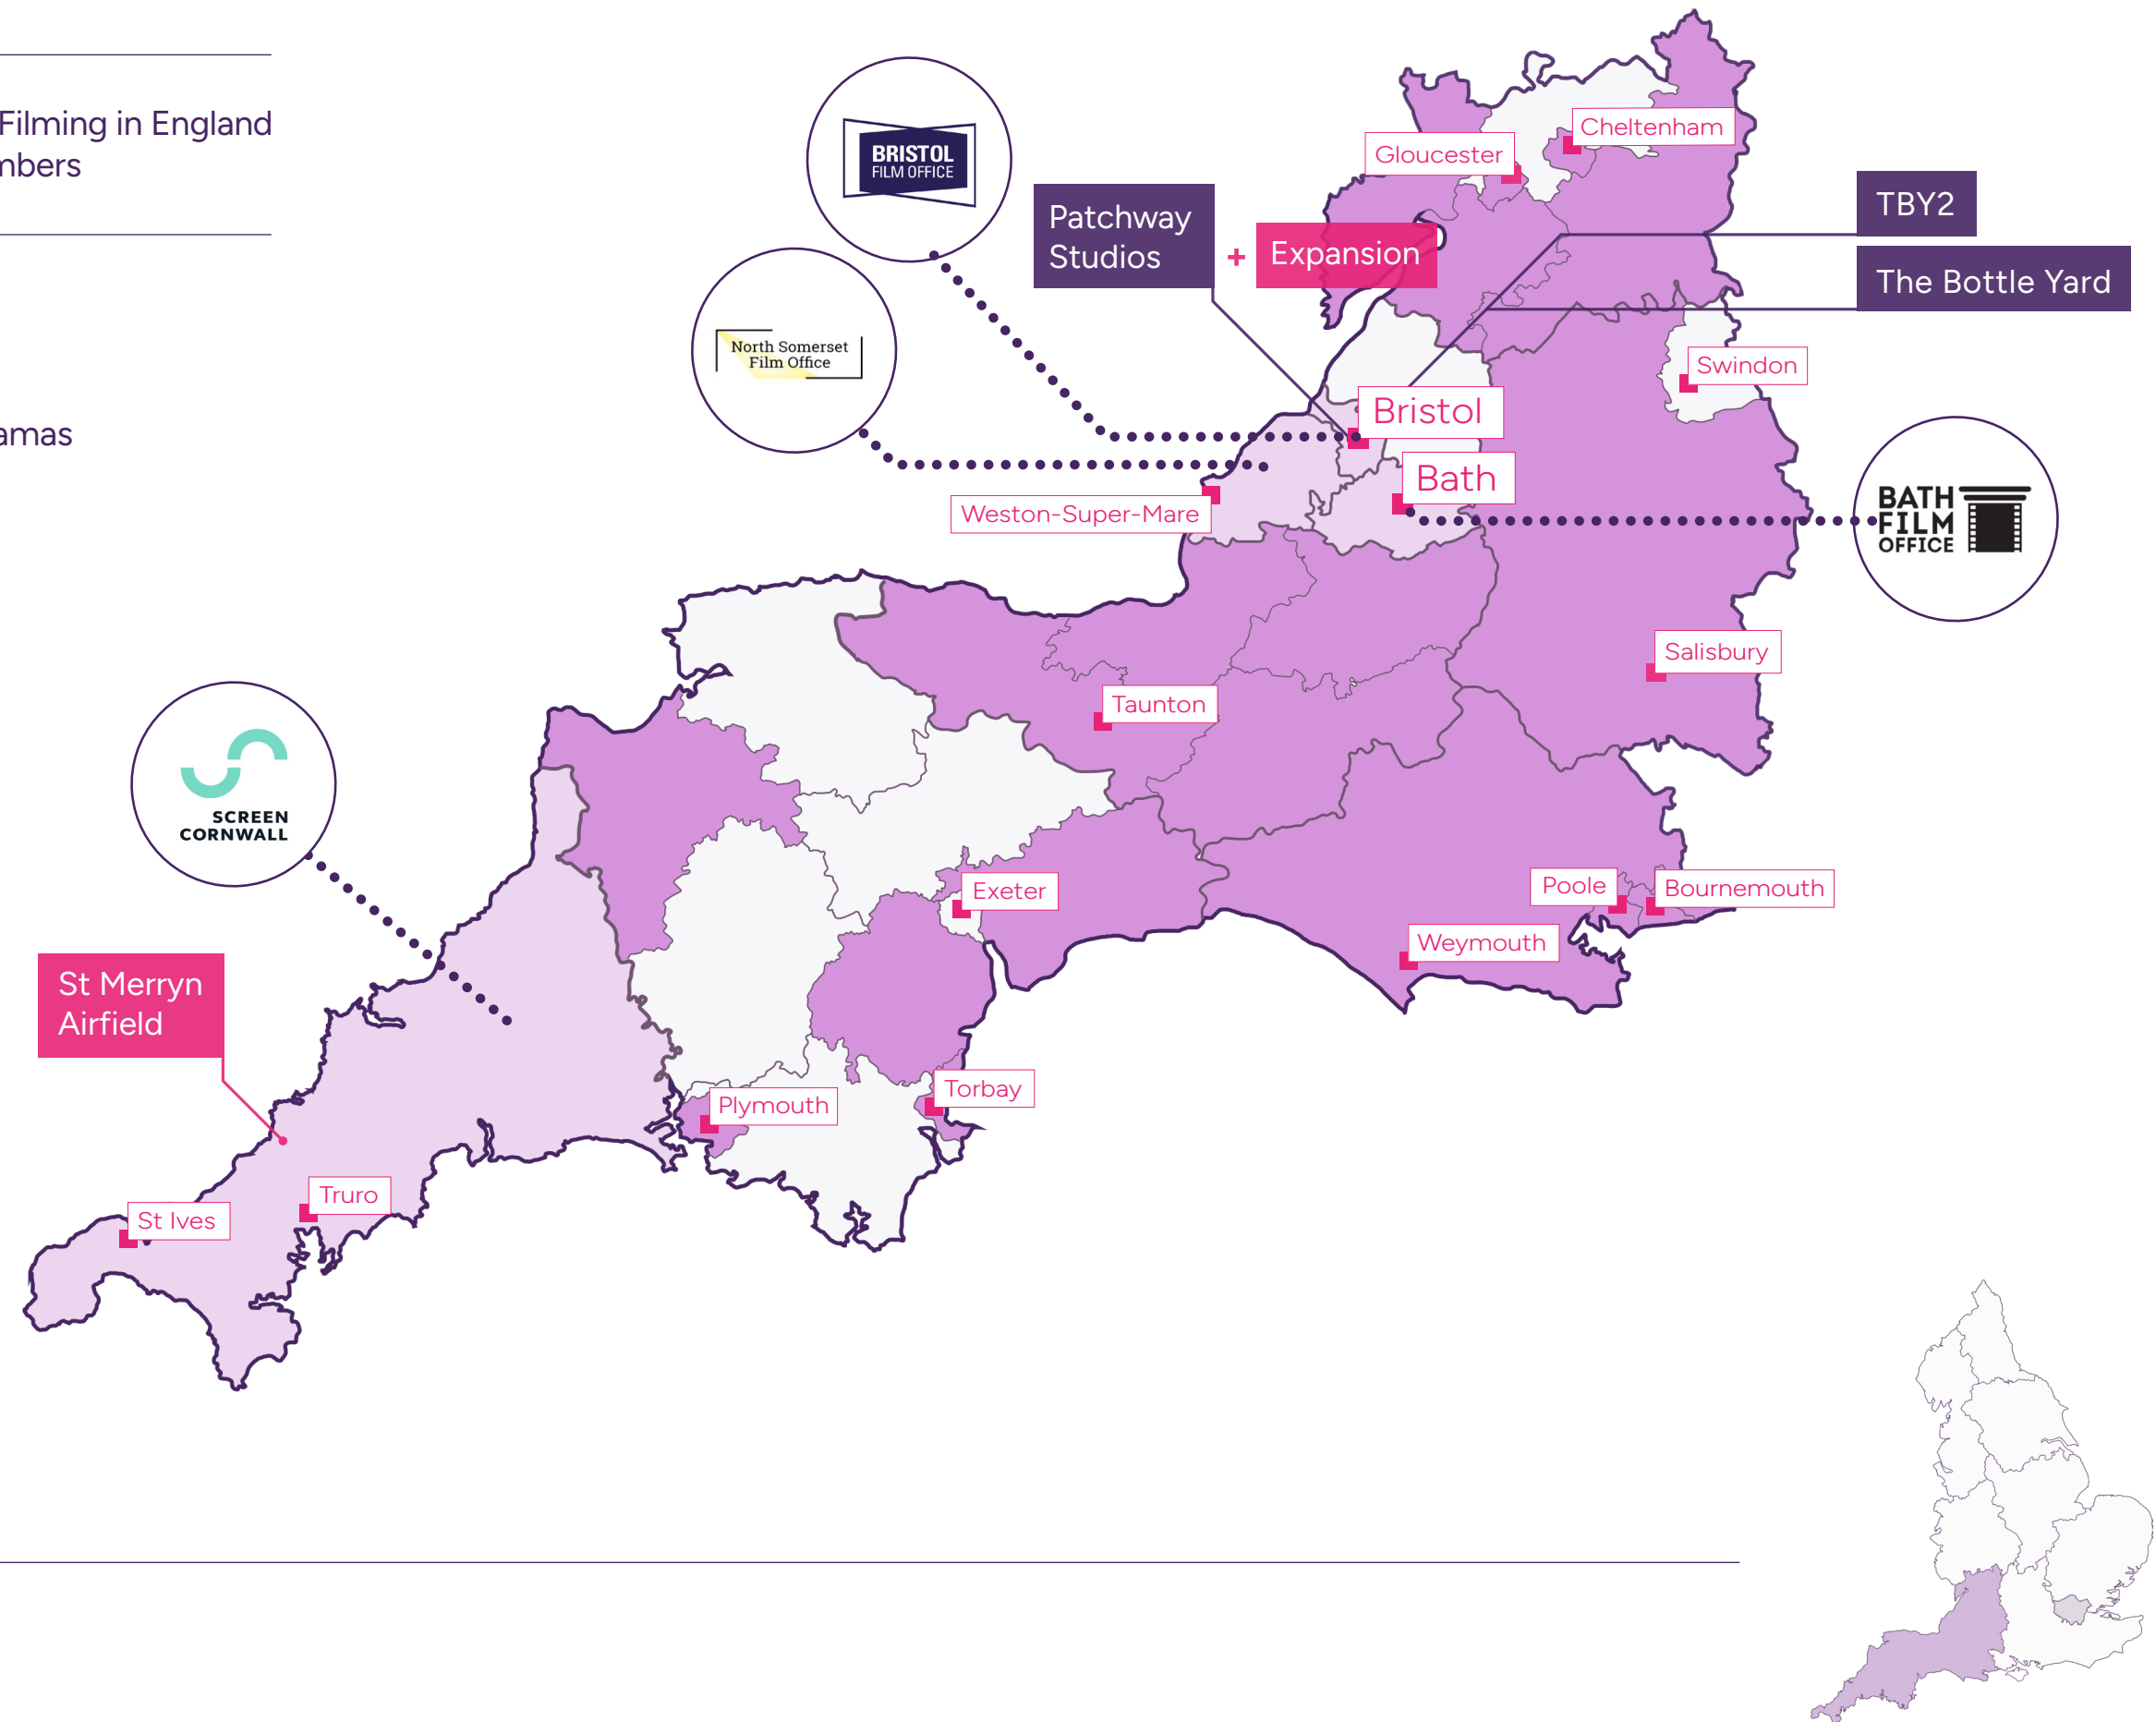 Filming in England
mbers
amas
BRISTOL
FILM OFFICE
North Somerset
Film Office
Patchway
Studios
+
Expansion
Gloucester
Cheltenham
TBY2
The Bottle Yard
Swindon
Bristol
Bath
Weston-Super-Mare
BATH
FILM
OFFICE
Salisbury
Taunton
SCREEN
CORNWALL
Exeter
Poole
Bournemouth
Weymouth
St Merryn
Airfield
Plymouth
Torbay
Truro
St Ives